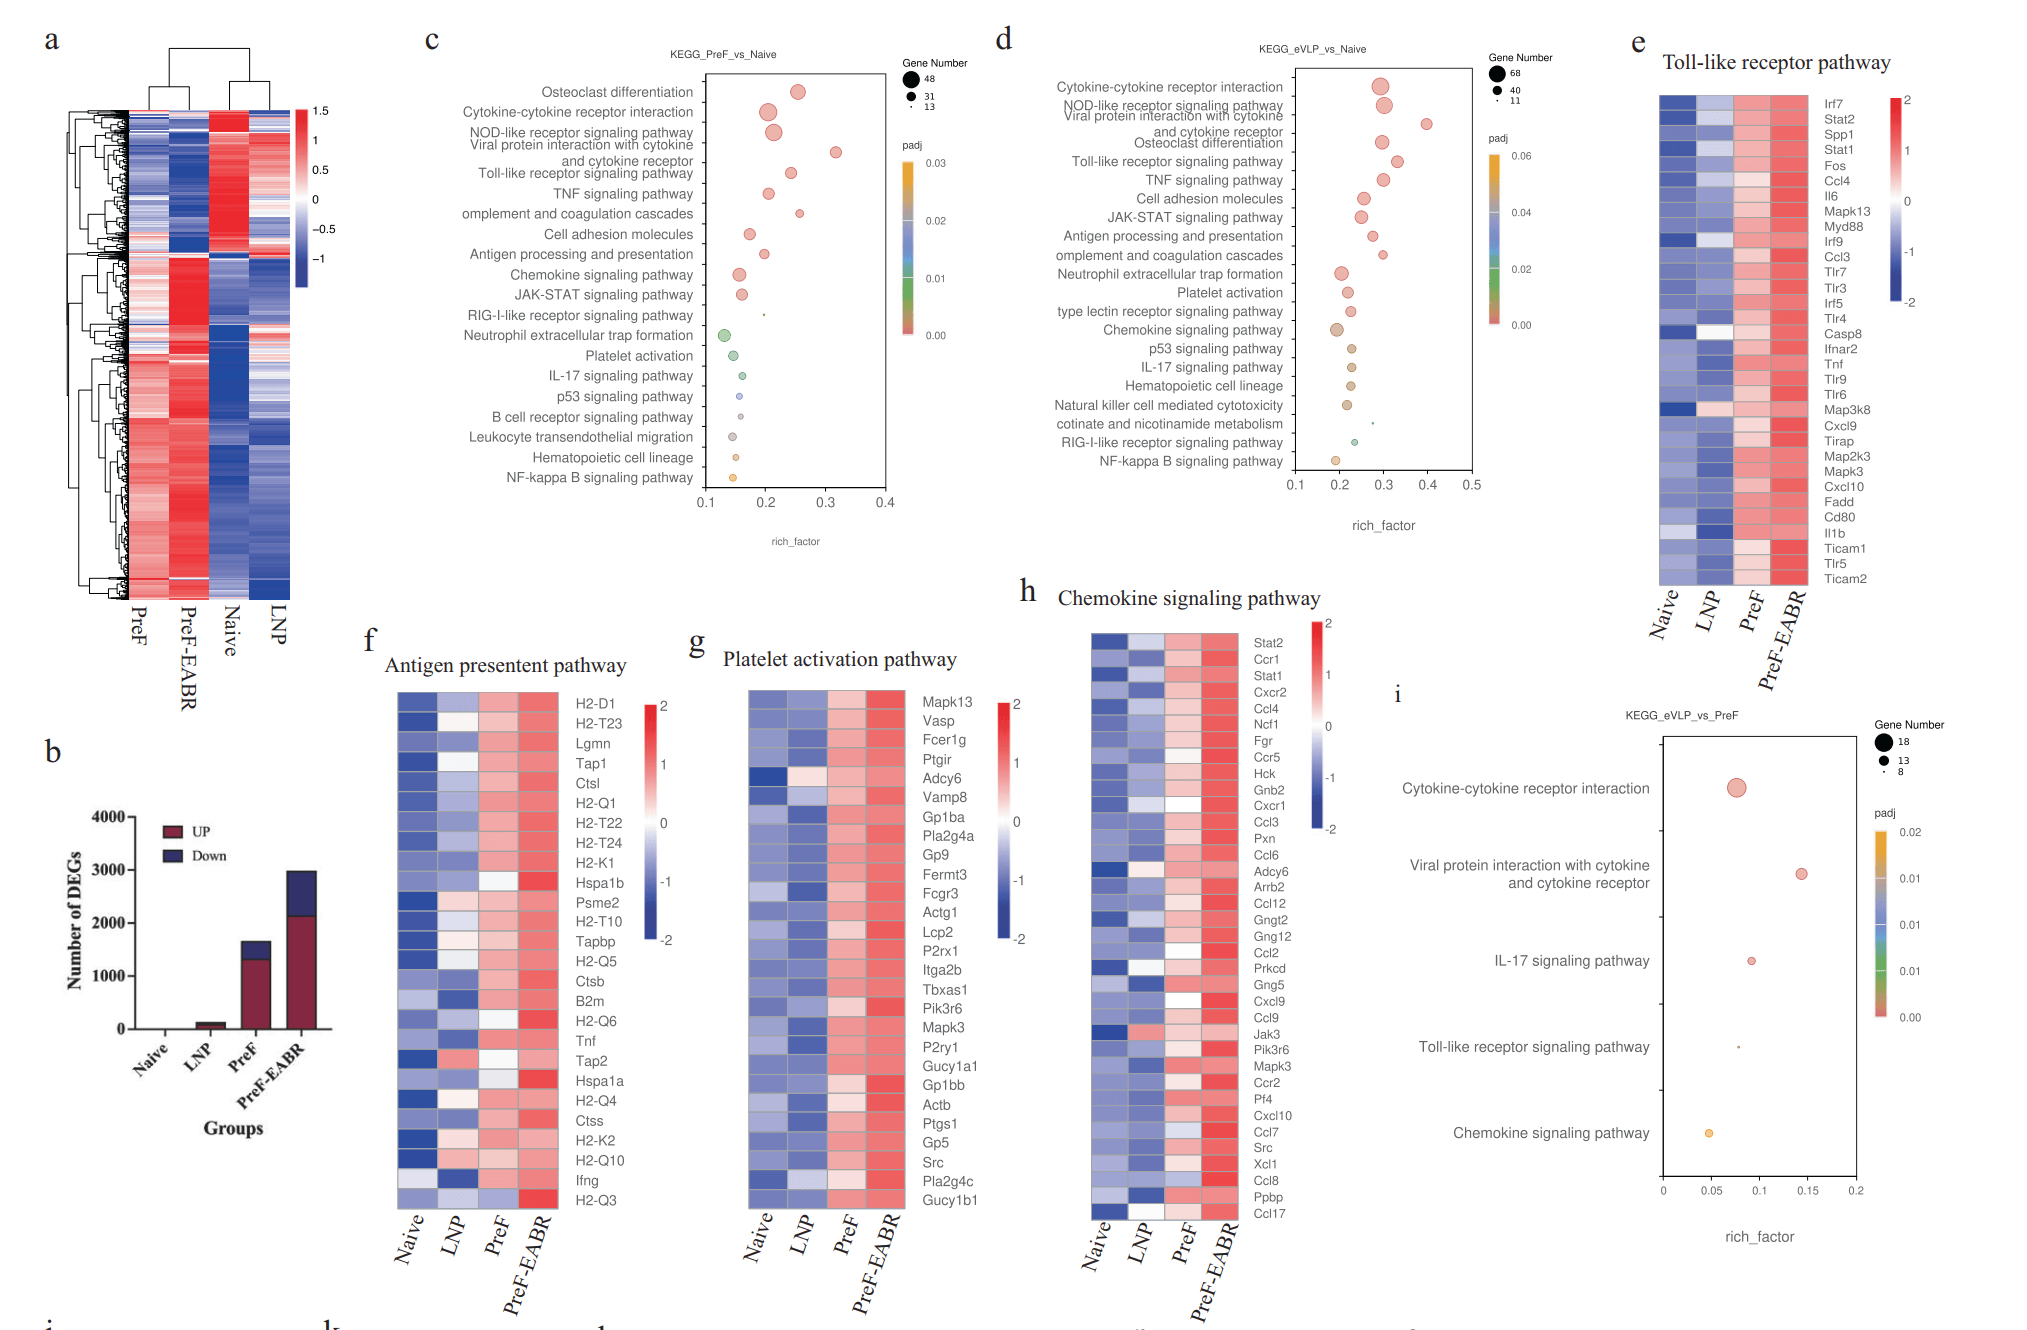 a
1.5
1
0.5
0
−0.5
−1
PreF
PreF-EABR
Naive
LNP
b
4000
3000
2000
1000
0
Number of DEGs
UP
Down
Naive
LNP
PreF
PreF-EABR
Groups
c
KEGG_PreF_vs_Naive
Osteoclast differentiation
Cytokine-cytokine receptor interaction
NOD-like receptor signaling pathway
Viral protein interaction with cytokine
and cytokine receptor
Toll-like receptor signaling pathway
TNF signaling pathway
omplement and coagulation cascades
Cell adhesion molecules
Antigen processing and presentation
Chemokine signaling pathway
JAK-STAT signaling pathway
RIG-I-like receptor signaling pathway
Neutrophil extracellular trap formation
Platelet activation
IL-17 signaling pathway
p53 signaling pathway
B cell receptor signaling pathway
Leukocyte transendothelial migration
Hematopoietic cell lineage
NF-kappa B signaling pathway
0.1 0.2 0.3 0.4
rich_factor
Gene Number
48
31
13
padj
0.03
0.02
0.01
0.00
d
KEGG_eVLP_vs_Naive
Cytokine-cytokine receptor interaction
NOD-like receptor signaling pathway
Viral protein interaction with cytokine
and cytokine receptor
Osteoclast differentiation
Toll-like receptor signaling pathway
TNF signaling pathway
Cell adhesion molecules
JAK-STAT signaling pathway
Antigen processing and presentation
omplement and coagulation cascades
Neutrophil extracellular trap formation
Platelet activation
type lectin receptor signaling pathway
Chemokine signaling pathway
p53 signaling pathway
IL-17 signaling pathway
Hematopoietic cell lineage
Natural killer cell mediated cytotoxicity
cotinate and nicotinamide metabolism
RIG-I-like receptor signaling pathway
NF-kappa B signaling pathway
0.1 0.2 0.3 0.4 0.5
rich_factor
Gene Number
68
40
11
padj
0.06
0.04
0.02
0.00
e
Toll-like receptor pathway
Irf7
Stat2
Spp1
Stat1
Fos
Ccl4
Il6
Mapk13
Myd88
Irf9
Ccl3
Tlr7
Tlr3
Irf5
Tlr4
Casp8
Ifnar2
Tnf
Tlr9
Tlr6
Map3k8
Cxcl9
Tirap
Map2k3
Mapk3
Cxcl10
Fadd
Cd80
Il1b
Ticam1
Tlr5
Ticam2
2
1
0
-1
-2
Naive
LNP
PreF
PreF-EABR
f
Antigen presentent pathway
H2-D1
H2-T23
Lgmn
Tap1
Ctsl
H2-Q1
H2-T22
H2-T24
H2-K1
Hspa1b
Psme2
H2-T10
Tapbp
H2-Q5
Ctsb
B2m
H2-Q6
Tnf
Tap2
Hspa1a
H2-Q4
Ctss
H2-K2
H2-Q10
Ifng
H2-Q3
2
1
0
-1
-2
Naive
LNP
PreF
PreF-EABR
g
Platelet activation pathway
Mapk13
Vasp
Fcer1g
Ptgir
Adcy6
Vamp8
Gp1ba
Pla2g4a
Gp9
Fermt3
Fcgr3
Actg1
Lcp2
P2rx1
Itga2b
Tbxas1
Pik3r6
Mapk3
P2ry1
Gucy1a1
Gp1bb
Actb
Ptgs1
Gp5
Src
Pla2g4c
Gucy1b1
2
1
0
-1
-2
Naive
LNP
PreF
PreF-EABR
h
Chemokine signaling pathway
Stat2
Ccr1
Stat1
Cxcr2
Ccl4
Ncf1
Fgr
Ccr5
Hck
Gnb2
Cxcr1
Ccl3
Pxn
Ccl6
Adcy6
Arrb2
Ccl12
Gngt2
Gng12
Ccl2
Prkcd
Gng5
Cxcl9
Ccl9
Jak3
Pik3r6
Mapk3
Ccr2
Pf4
Cxcl10
Ccl7
Src
Xcl1
Ccl8
Ppbp
Ccl17
2
1
0
-1
-2
Naive
LNP
PreF
PreF-EABR
i
KEGG_eVLP_vs_PreF
Cytokine-cytokine receptor interaction
Viral protein interaction with cytokine
and cytokine receptor
IL-17 signaling pathway
Toll-like receptor signaling pathway
Chemokine signaling pathway
0 0.05 0.1 0.15 0.2
rich_factor
Gene Number
18
13
8
padj
0.02
0.01
0.01
0.01
0.00